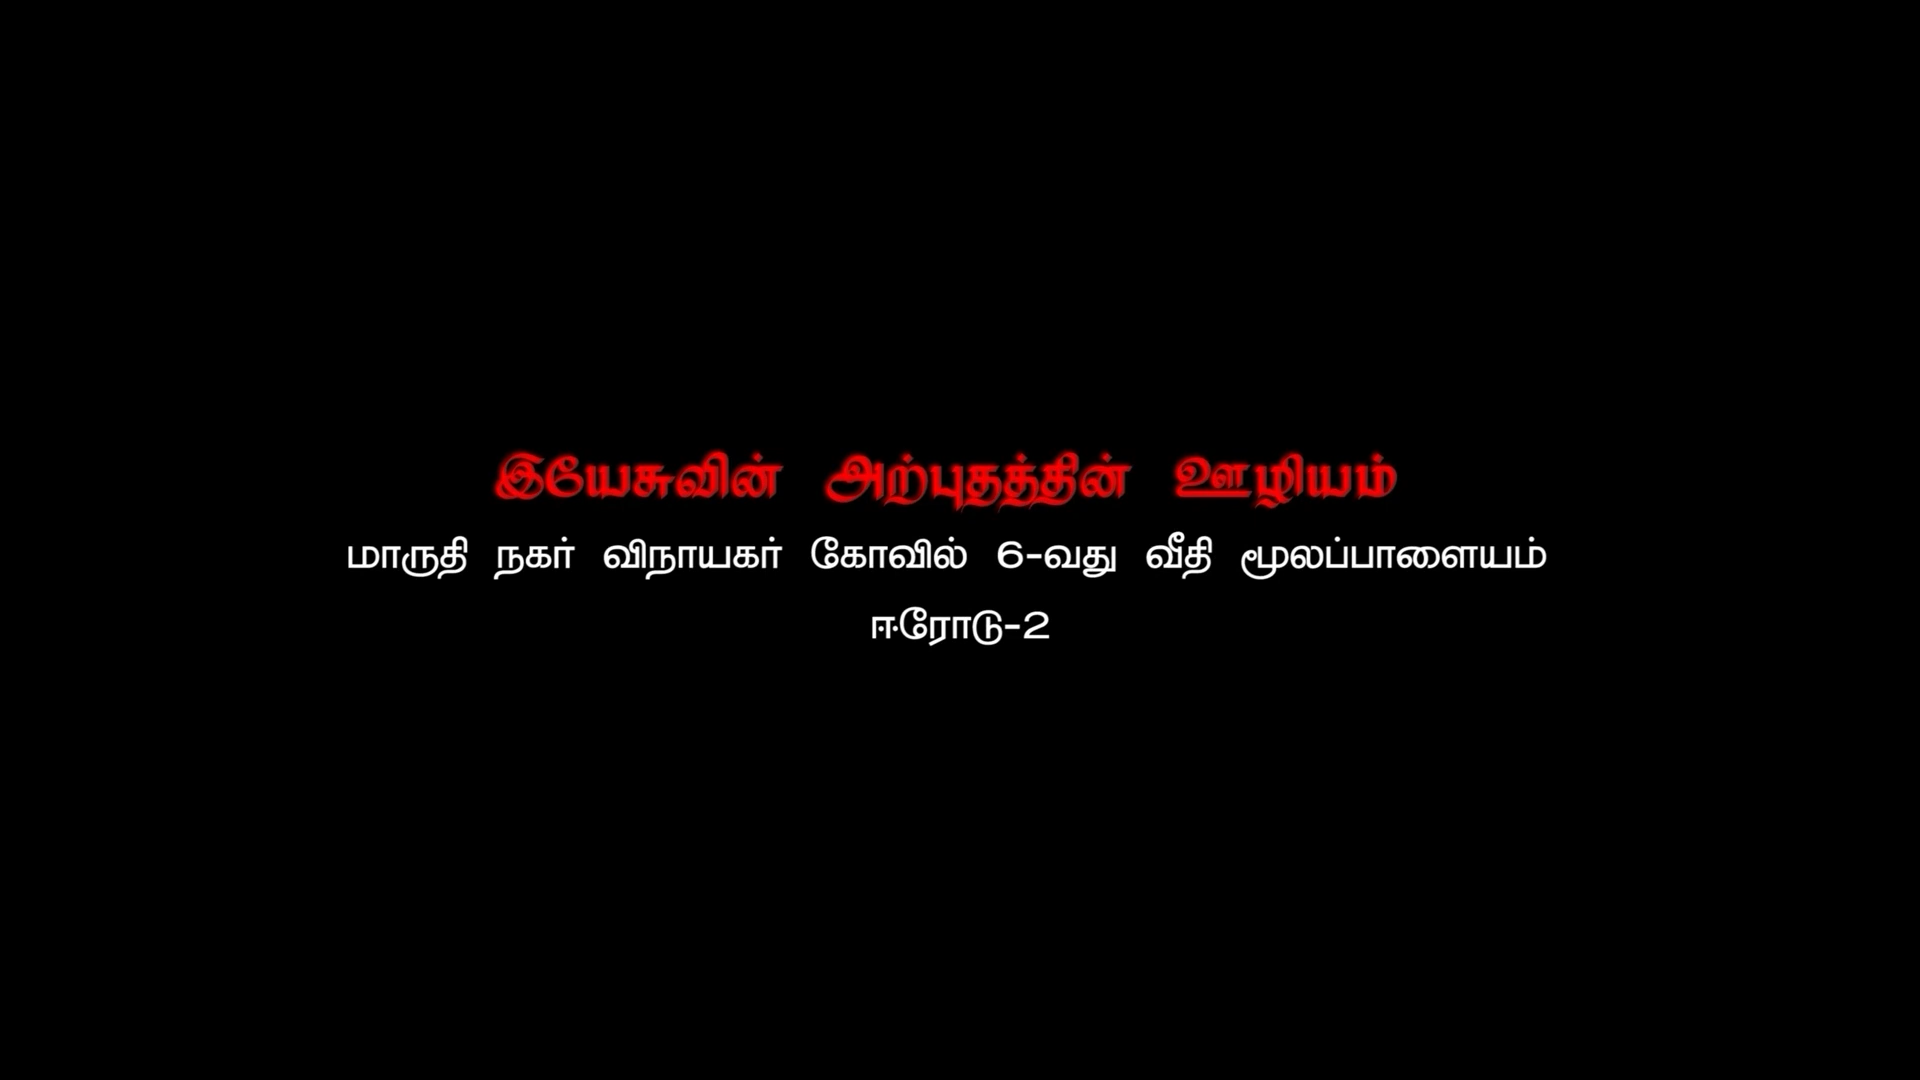 இயேசுவின் அற்புதத்தின் ஊழியம்
மாருதி நகர் விநாயகர் கோவில் 6-வது வீதி மூலப்பாளையம்
ஈரோடு-2